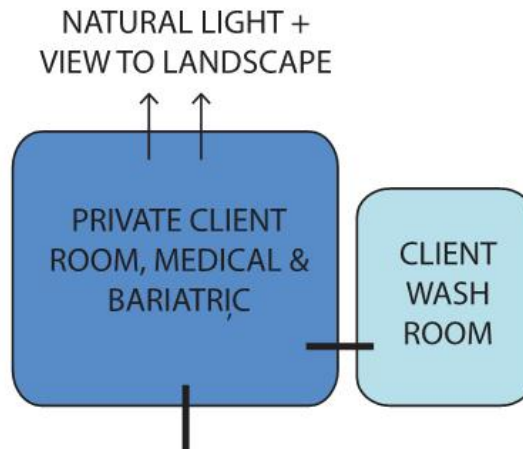 NATURAL LIGHT +
VIEW TO LANDSCAPE
PRIVATE CLIENT
ROOM, MEDICAL &
BARIATRIC
CLIENT
WASH
ROOM